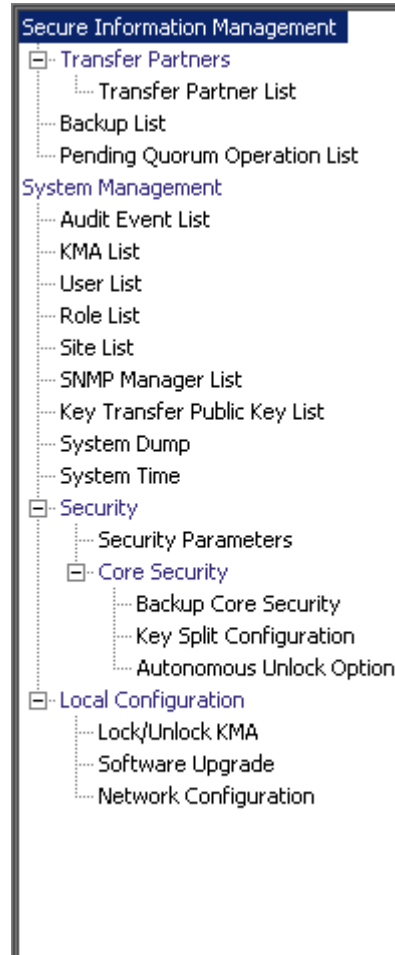 Secure Information Management
Transfer Partners
Transfer Partner List
Backup List
Pending Quorum Operation List
System Management
Audit Event List
KMA List
User List
Role List
Site List
SNMP Manager List
Key Transfer Public Key List
System Dump
System Time
Security
Security Parameters
Core Security
Backup Core Security
Key Split Configuration
Autonomous Unlock Option
Local Configuration
Lock/Unlock KMA
Software Upgrade
Network Configuration